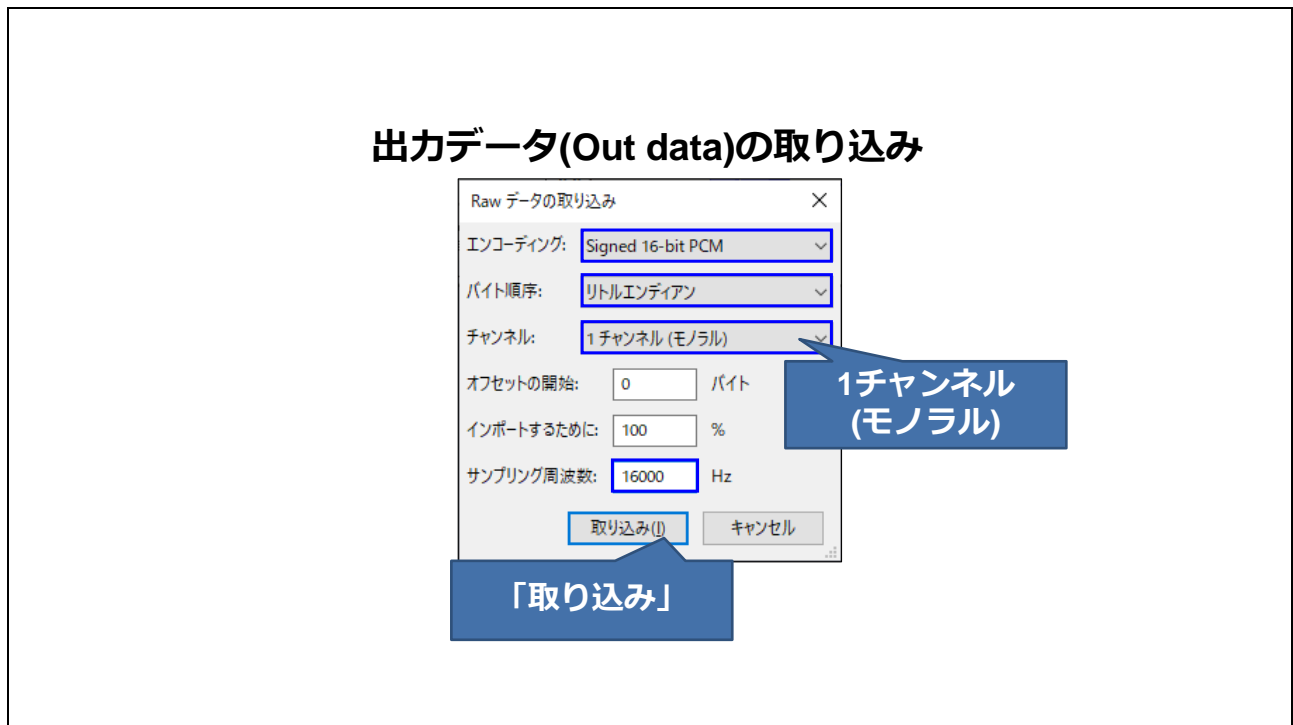 出力データ(Out data)の取り込み
Raw データの取り込み
エンコーディング: Signed 16-bit PCM
バイト順序: リトルエンディアン
チャンネル: 1 チャンネル (モノラル)
オフセットの開始: 0 バイト
1チャンネル
(モノラル)
インポートするために: 100 %
サンプリング周波数: 16000 Hz
取り込み(I) キャンセル
「取り込み」